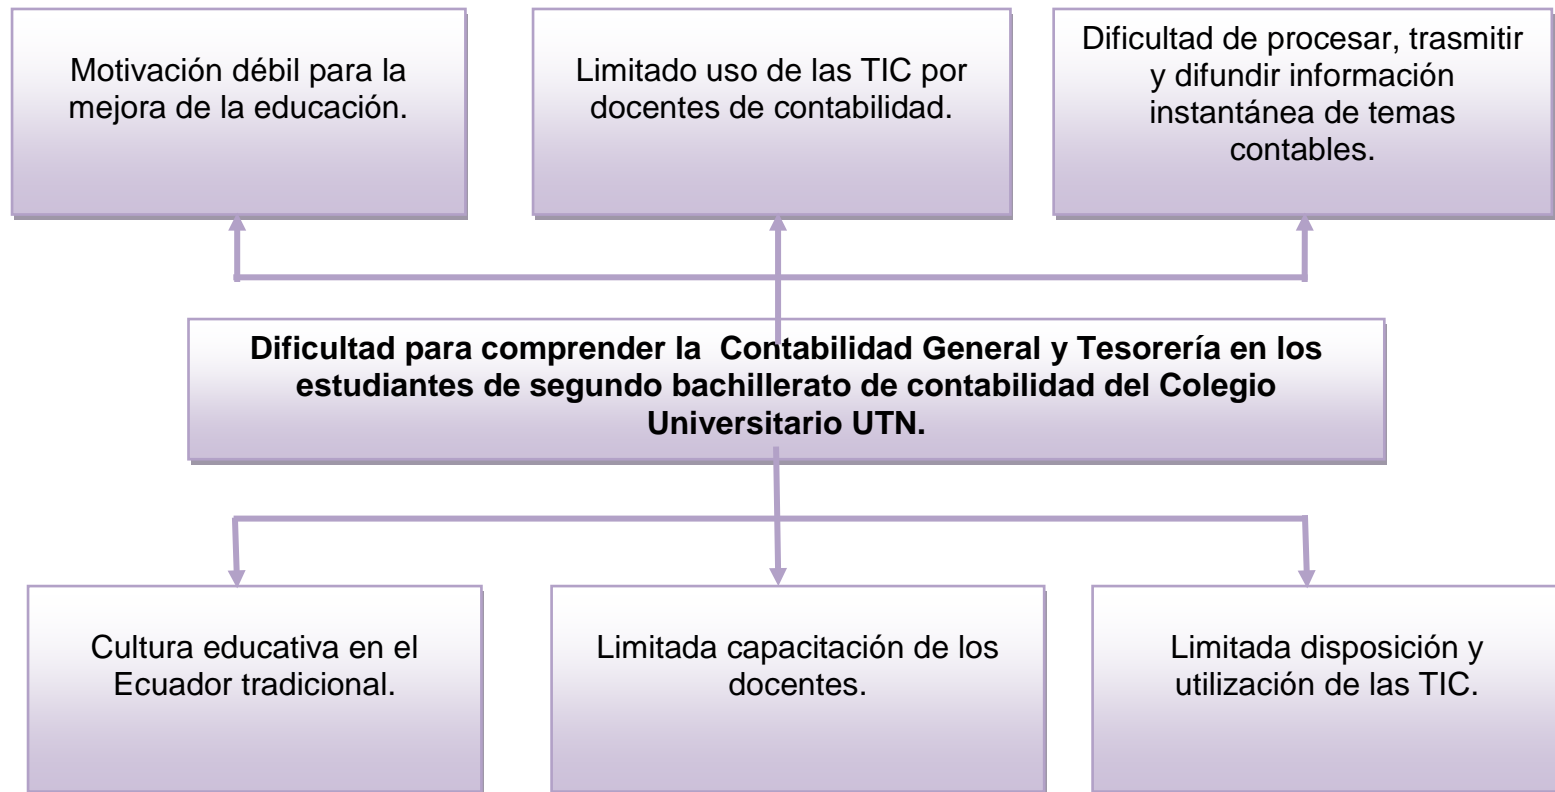 Motivación débil para la
mejora de la educación.
Limitado uso de las TIC por
docentes de contabilidad.
Dificultad de procesar, trasmitir
y difundir información
instantánea de temas
contables.
Dificultad para comprender la  Contabilidad General y Tesorería en los
estudiantes de segundo bachillerato de contabilidad del Colegio
Universitario UTN.
Cultura educativa en el
Ecuador tradicional.
Limitada capacitación de los
docentes.
Limitada disposición y
utilización de las TIC.